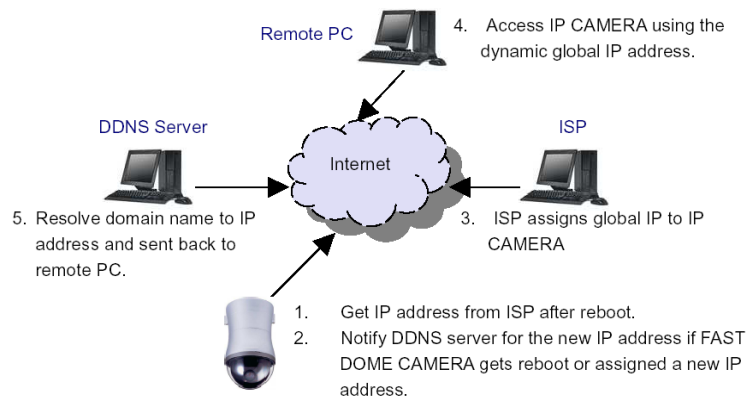 Remote PC
4. Access IP CAMERA using the
dynamic global IP address.
DDNS Server
ISP
Internet
5. Resolve domain name to IP
address and sent back to
remote PC.
3. ISP assigns global IP to IP
CAMERA
1. Get IP address from ISP after reboot.
2. Notify DDNS server for the new IP address if FAST
DOME CAMERA gets reboot or assigned a new IP
address.